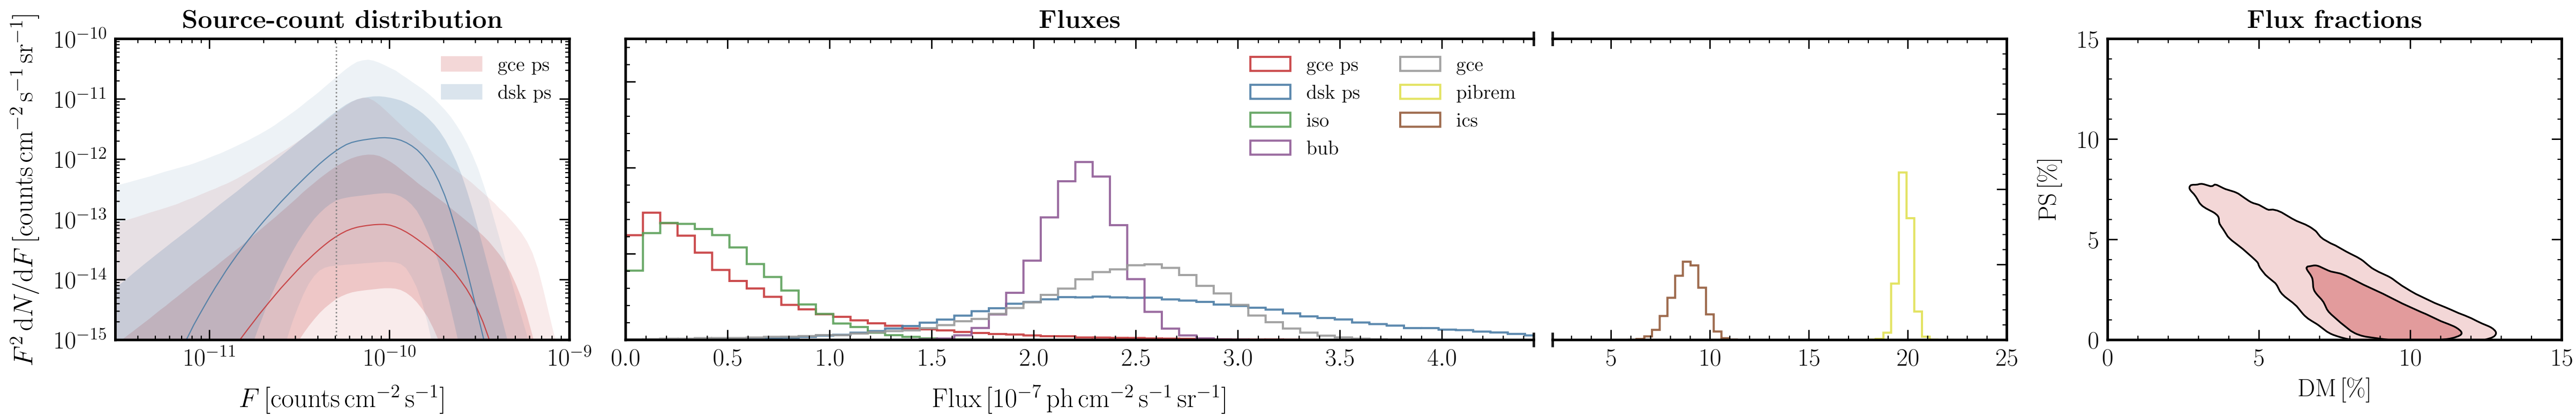 Source-count distribution
F² dN/dF [counts cm⁻² s⁻¹ sr⁻¹]
10⁻¹⁰
10⁻¹¹
10⁻¹²
10⁻¹³
10⁻¹⁴
10⁻¹⁵
gce ps
dsk ps
10⁻¹¹ 10⁻¹⁰ 10⁻⁹
F [counts cm⁻² s⁻¹]
Fluxes
gce ps
dsk ps
iso
bub
gce
pibrem
ics
0.0 0.5 1.0 1.5 2.0 2.5 3.0 3.5 4.0
5 10 15 20 25
Flux [10⁻⁷ ph cm⁻² s⁻¹ sr⁻¹]
Flux fractions
PS [%]
15
10
5
0
0 5 10 15
DM [%]